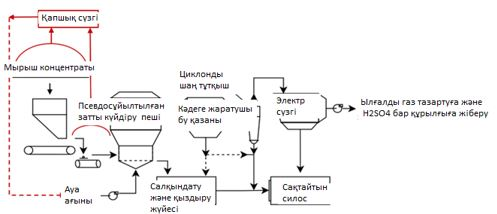 Қапшық сүзгі
Мырыш концентраты
Псевдосұйылтылған
затты күйдіру пеші
Циклонды
шаң тұтқыш
Кәдеге жаратушы
бу қазаны
Электр
сүзгі
Ылғалды газ тазартуға және
H2SO4 бар құрылғыға жіберу
Ауа
ағыны
Салқындату
және қыздыру
жүйесі
Сақтайтын
силос